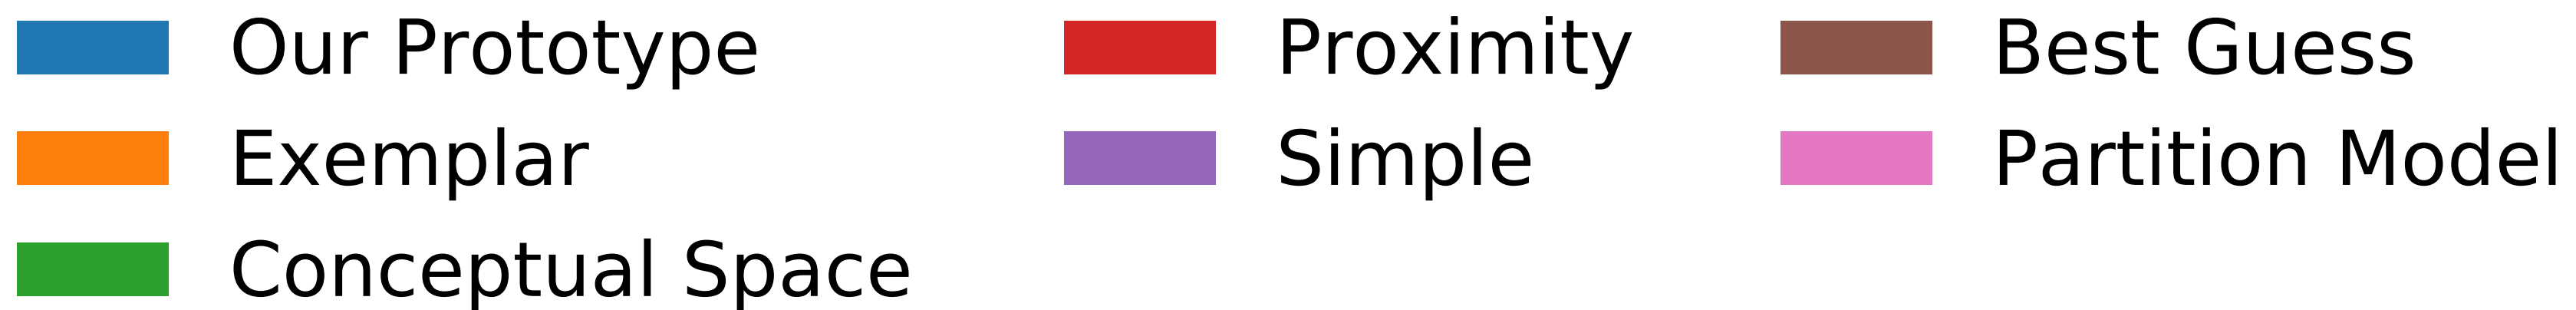 Our Prototype
Exemplar
Conceptual Space
Proximity
Simple
Best Guess
Partition Model